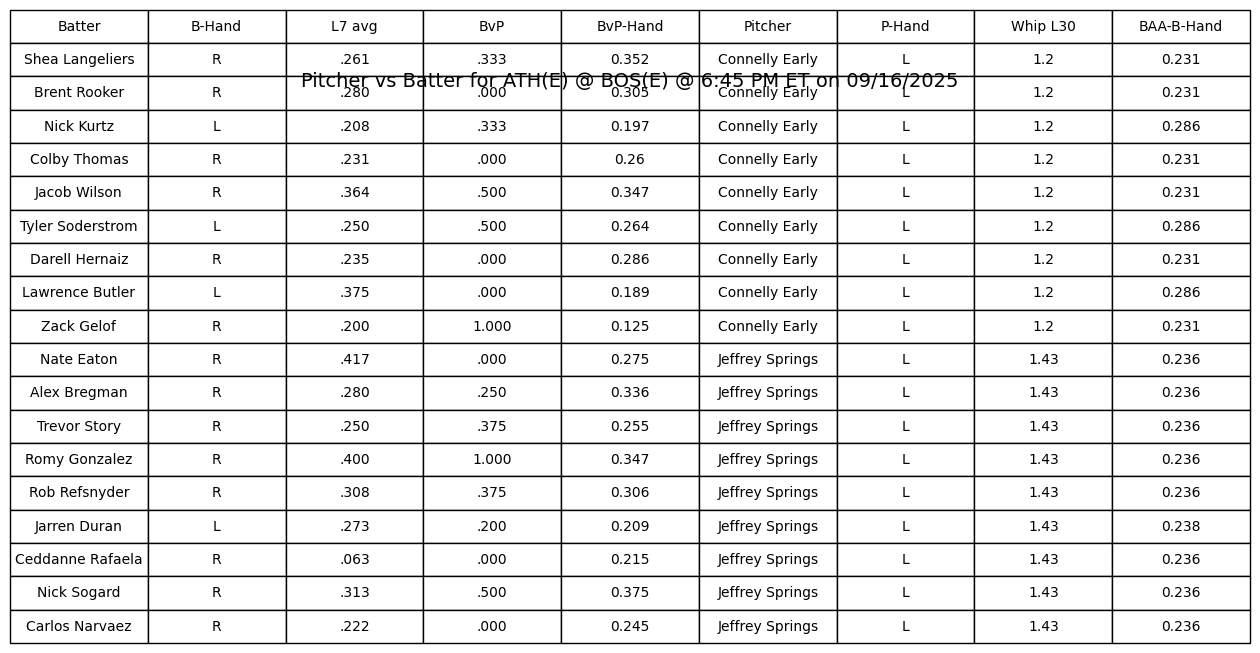 Batter B-Hand L7 avg BvP BvP-Hand Pitcher P-Hand Whip L30 BAA-B-Hand
Shea Langeliers R .261 .333 0.352 Connelly Early L 1.2 0.231
Pitcher vs Batter for ATH(E) @ BOS(E) @ 6:45 PM ET on 09/16/2025
Brent Rooker R .280 .000 0.305 Connelly Early L 1.2 0.231
Nick Kurtz L .208 .333 0.197 Connelly Early L 1.2 0.286
Colby Thomas R .231 .000 0.26 Connelly Early L 1.2 0.231
Jacob Wilson R .364 .500 0.347 Connelly Early L 1.2 0.231
Tyler Soderstrom L .250 .500 0.264 Connelly Early L 1.2 0.286
Darell Hernaiz R .235 .000 0.286 Connelly Early L 1.2 0.231
Lawrence Butler L .375 .000 0.189 Connelly Early L 1.2 0.286
Zack Gelof R .200 1.000 0.125 Connelly Early L 1.2 0.231
Nate Eaton R .417 .000 0.275 Jeffrey Springs L 1.43 0.236
Alex Bregman R .280 .250 0.336 Jeffrey Springs L 1.43 0.236
Trevor Story R .250 .375 0.255 Jeffrey Springs L 1.43 0.236
Romy Gonzalez R .400 1.000 0.347 Jeffrey Springs L 1.43 0.236
Rob Refsnyder R .308 .375 0.306 Jeffrey Springs L 1.43 0.236
Jarren Duran L .273 .200 0.209 Jeffrey Springs L 1.43 0.238
Ceddanne Rafaela R .063 .000 0.215 Jeffrey Springs L 1.43 0.236
Nick Sogard R .313 .500 0.375 Jeffrey Springs L 1.43 0.236
Carlos Narvaez R .222 .000 0.245 Jeffrey Springs L 1.43 0.236